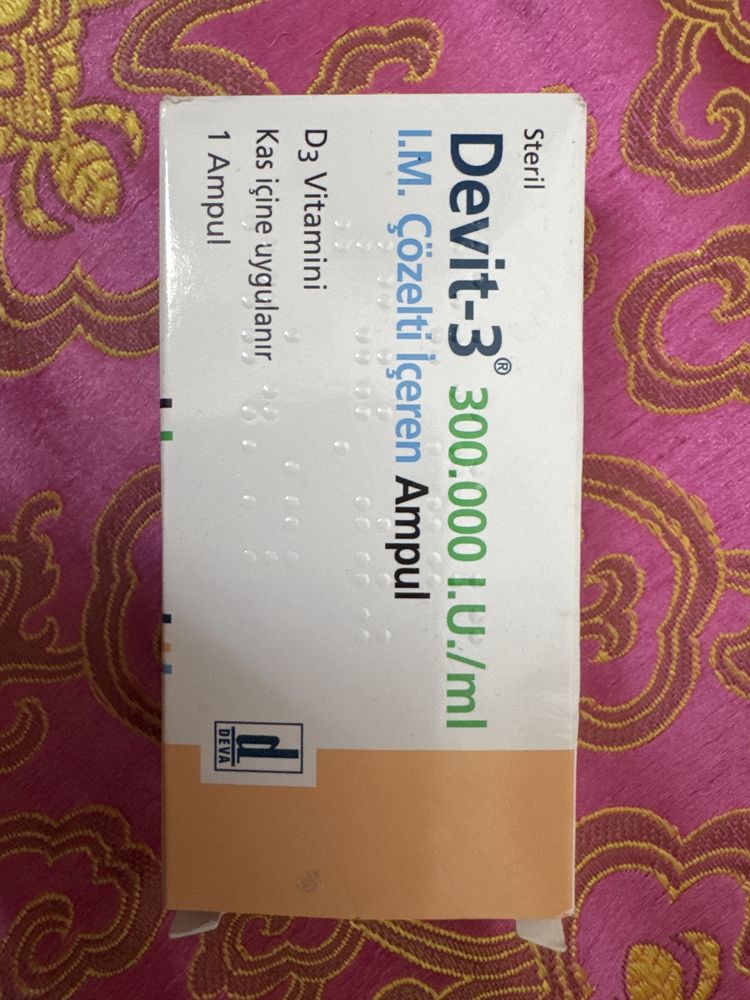 Steril
Devit-3® 300.000 I.U./ml
I.M. Çözelti İçeren Ampul
D3 Vitamini
Kas içine uygulanır
1 Ampul
d
DEVA